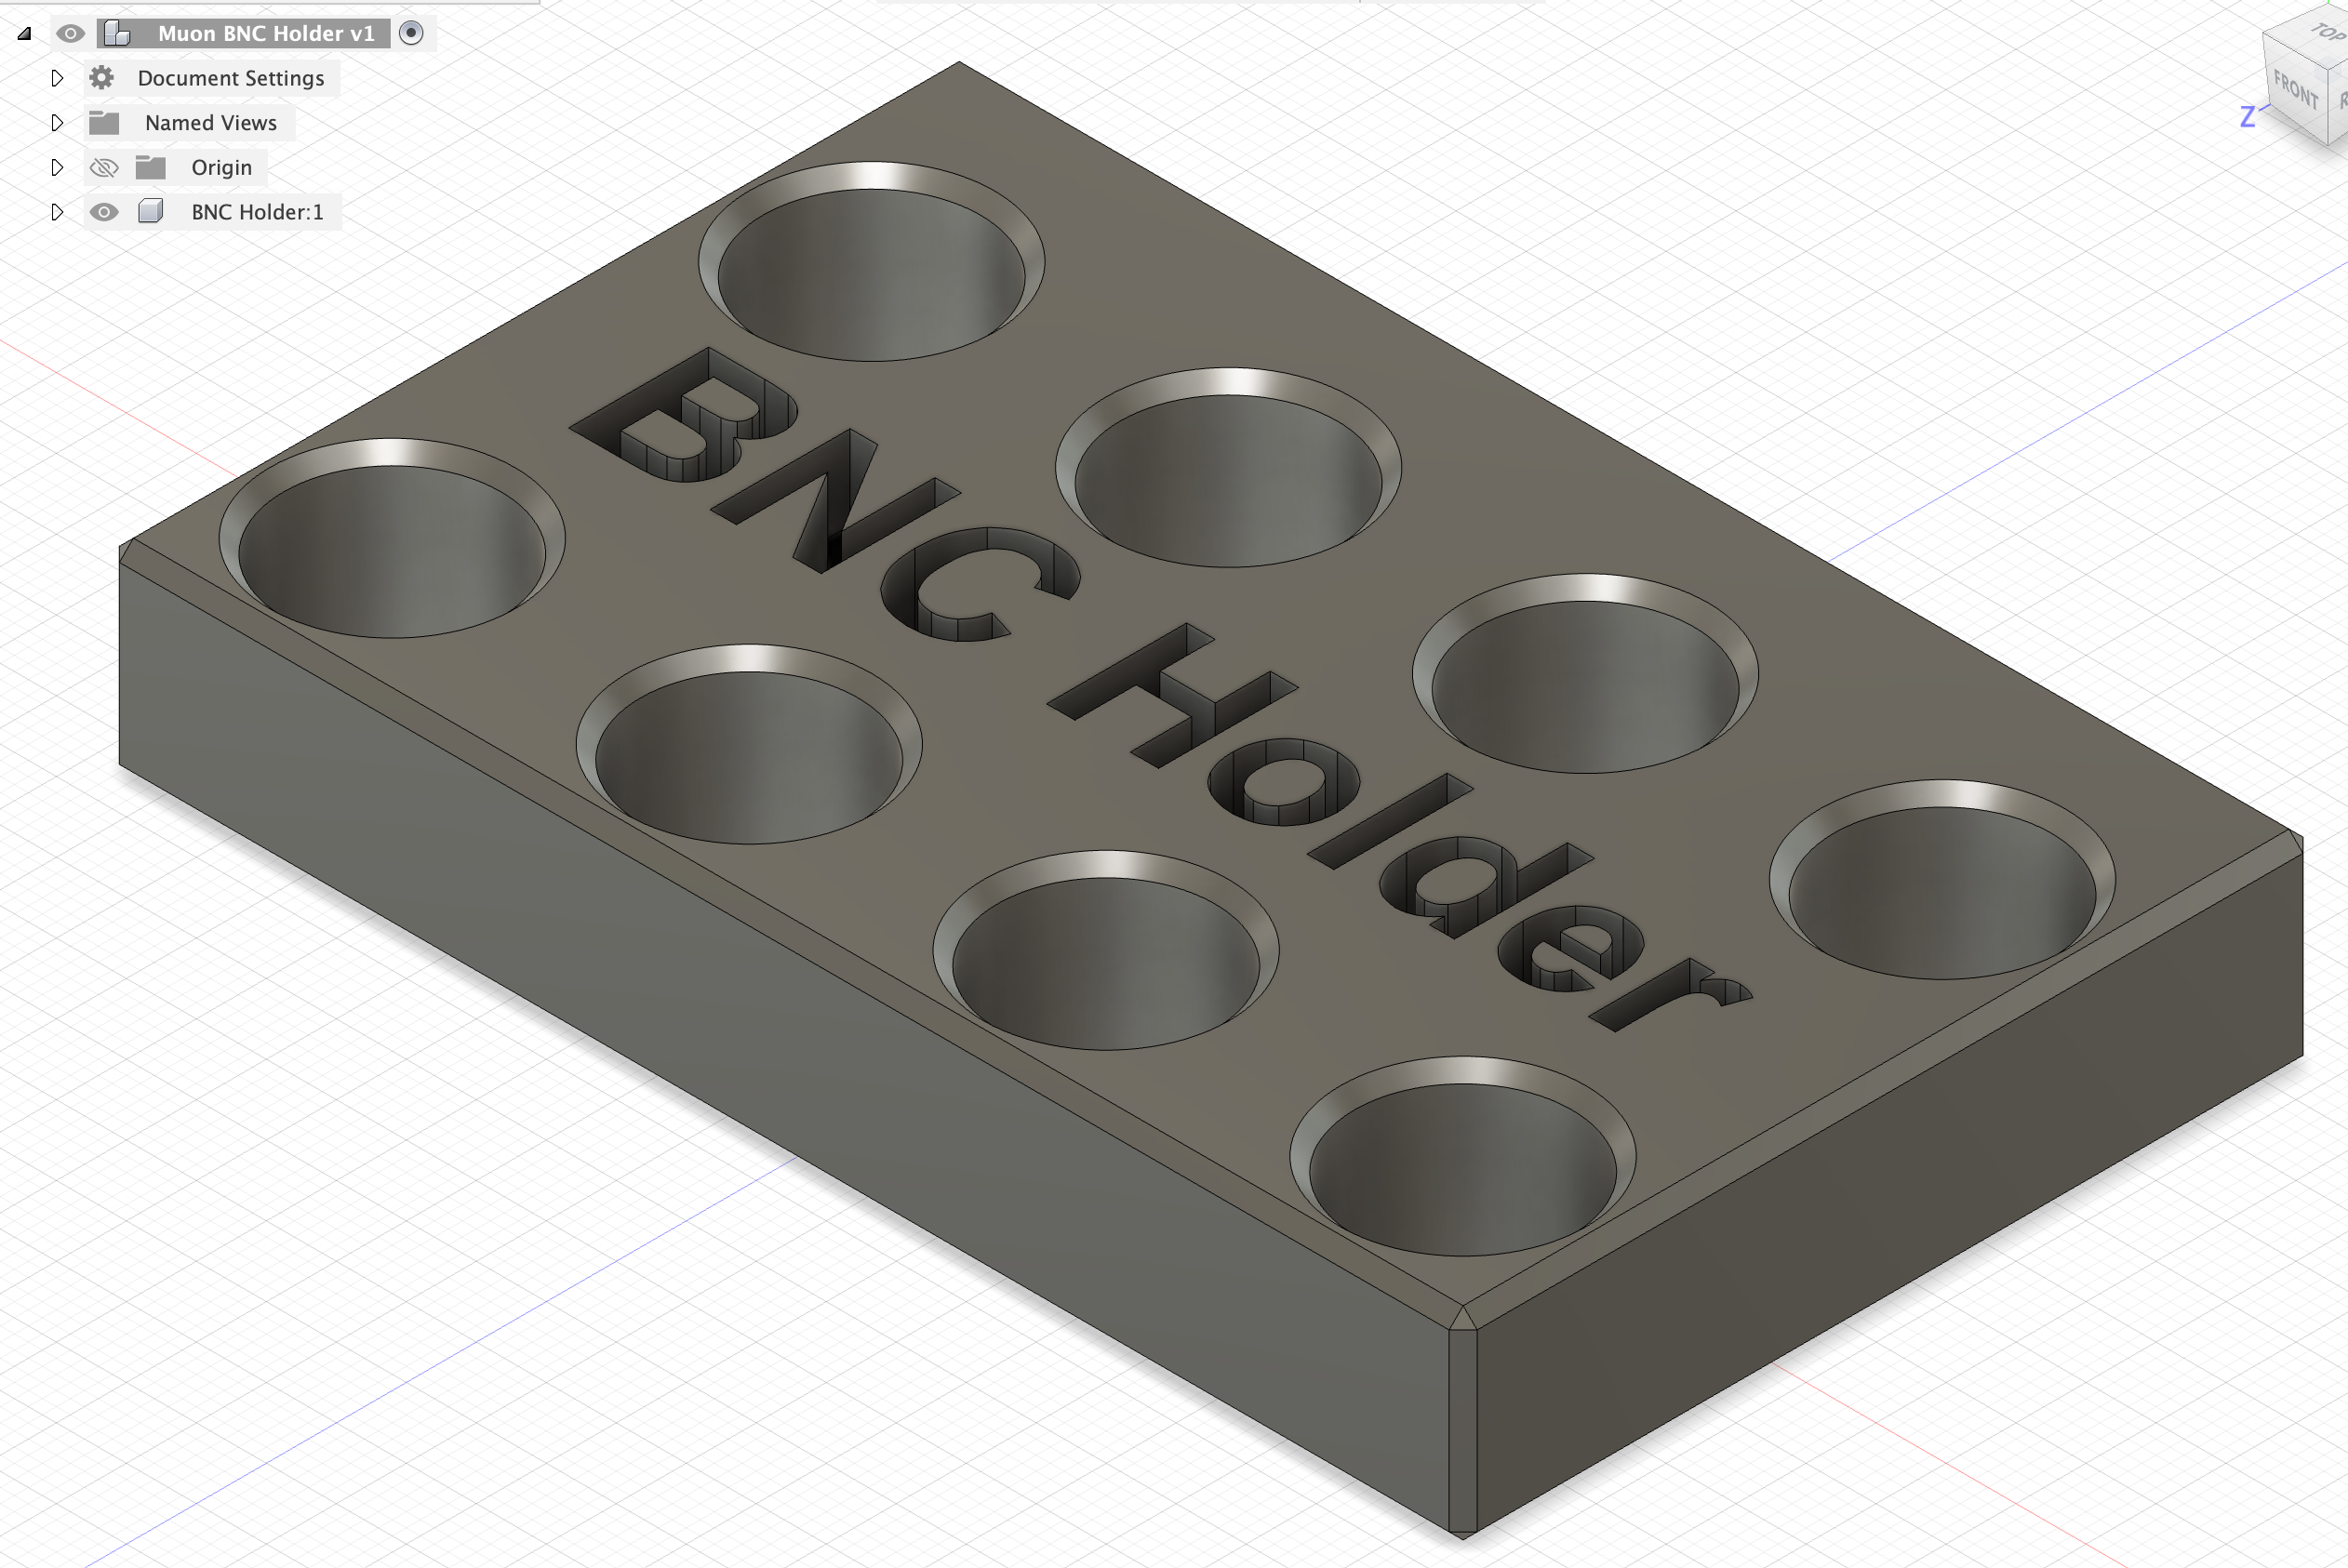 Muon BNC Holder v1
Document Settings
Named Views
Origin
BNC Holder:1
BNC Holder
TOP
FRONT
Z